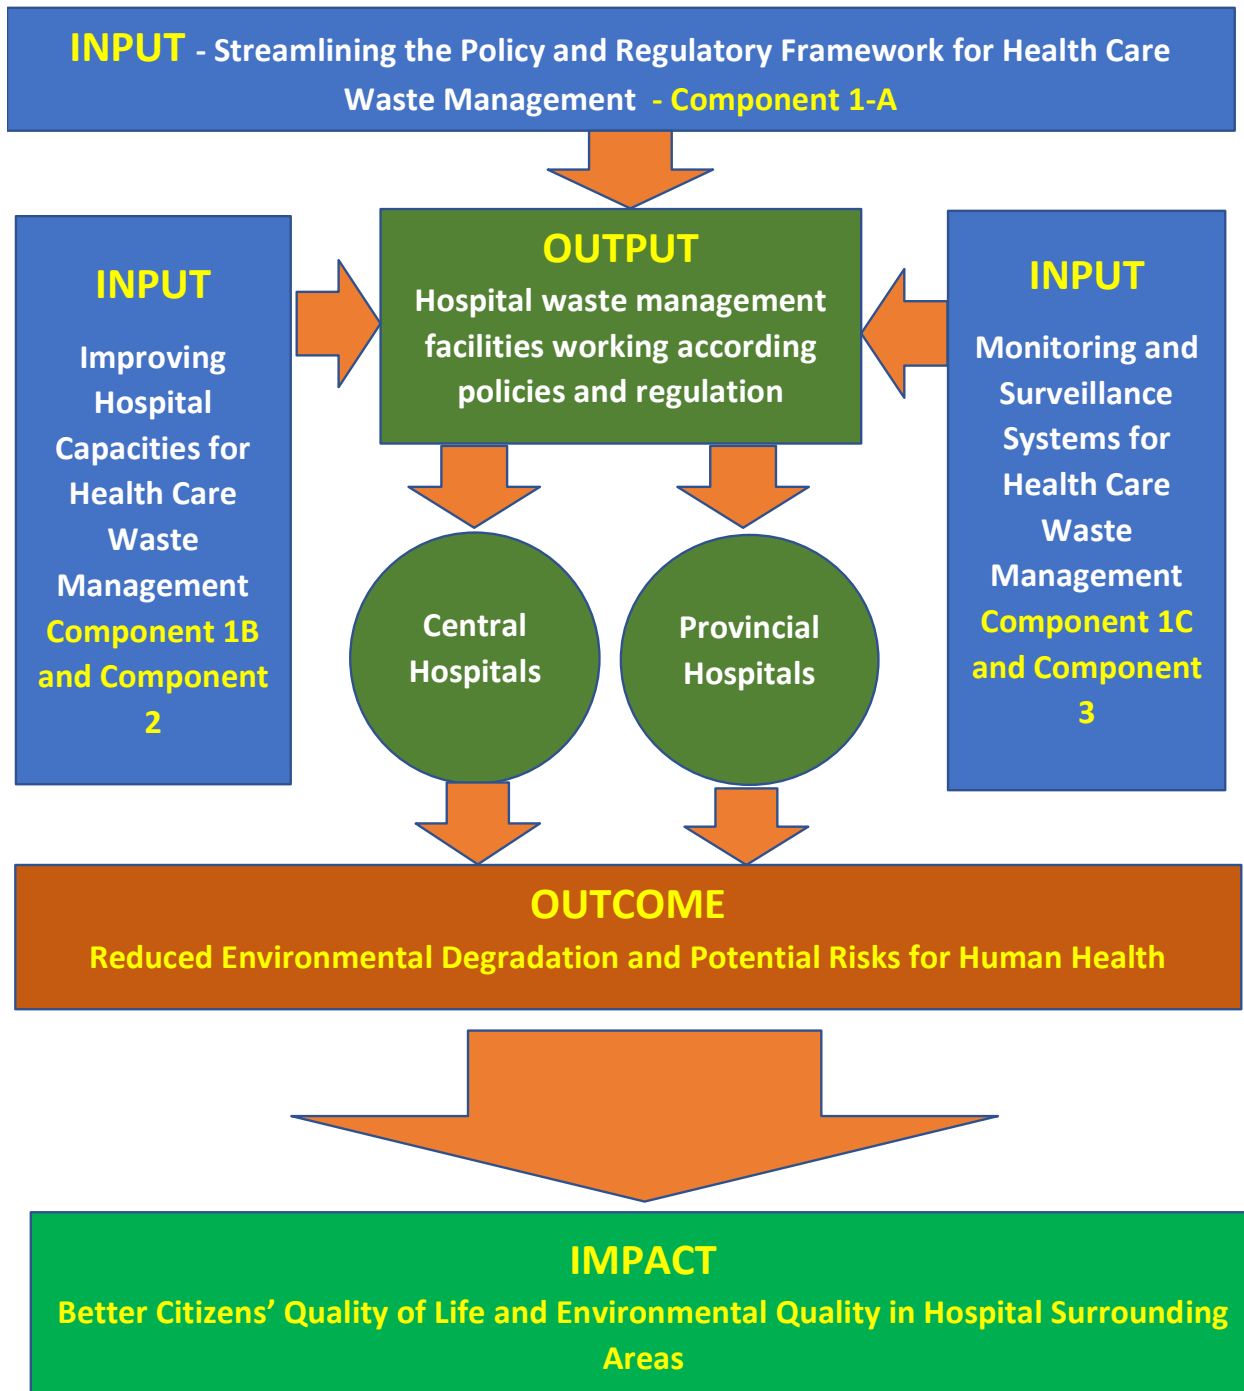 INPUT - Streamlining the Policy and Regulatory Framework for Health Care
Waste Management - Component 1-A
INPUT
Improving
Hospital
Capacities for
Health Care
Waste
Management
Component 1B
and Component
2
OUTPUT
Hospital waste management
facilities working according
policies and regulation
INPUT
Monitoring and
Surveillance
Systems for
Health Care
Waste
Management
Component 1C
and Component
3
Central
Hospitals
Provincial
Hospitals
OUTCOME
Reduced Environmental Degradation and Potential Risks for Human Health
IMPACT
Better Citizens’ Quality of Life and Environmental Quality in Hospital Surrounding
Areas